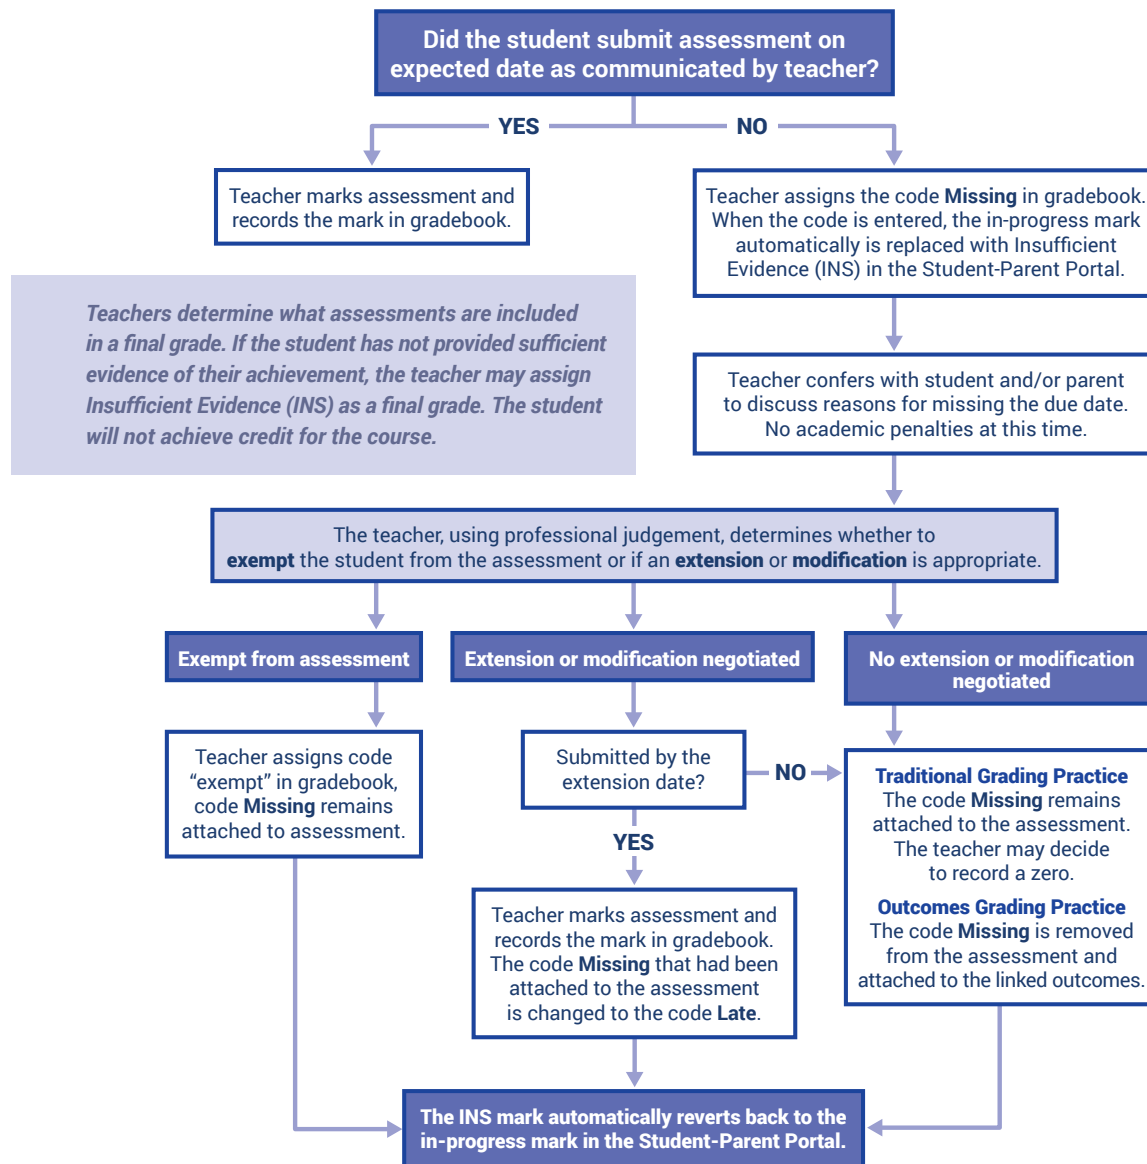 Did the student submit assessment on
expected date as communicated by teacher?
YES
NO
Teacher marks assessment and
records the mark in gradebook.
Teacher assigns the code Missing in gradebook.
When the code is entered, the in-progress mark
automatically is replaced with Insufficient
Evidence (INS) in the Student-Parent Portal.
Teachers determine what assessments are included
in a final grade. If the student has not provided sufficient
evidence of their achievement, the teacher may assign
Insufficient Evidence (INS) as a final grade. The student
will not achieve credit for the course.
Teacher confers with student and/or parent
to discuss reasons for missing the due date.
No academic penalties at this time.
The teacher, using professional judgement, determines whether to
exempt the student from the assessment or if an extension or modification is appropriate.
Exempt from assessment
Extension or modification negotiated
No extension or modification
negotiated
Teacher assigns code
“exempt” in gradebook,
code Missing remains
attached to assessment.
Submitted by the
extension date?
NO
YES
Traditional Grading Practice
The code Missing remains
attached to the assessment.
The teacher may decide
to record a zero.
Outcomes Grading Practice
The code Missing is removed
from the assessment and
attached to the linked outcomes.
Teacher marks assessment and
records the mark in gradebook.
The code Missing that had been
attached to the assessment
is changed to the code Late.
The INS mark automatically reverts back to the
in-progress mark in the Student-Parent Portal.